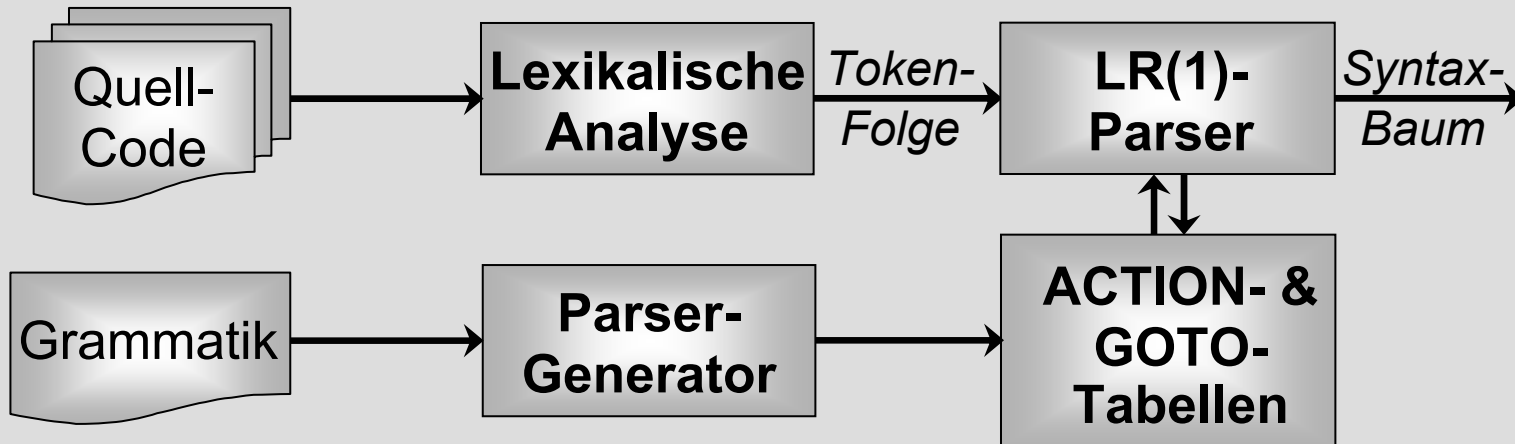 Quell-
Code
Lexikalische
Analyse
Token-
Folge
LR(1)-
Parser
Syntax-
Baum
Grammatik
Parser-
Generator
ACTION- &
GOTO-
Tabellen